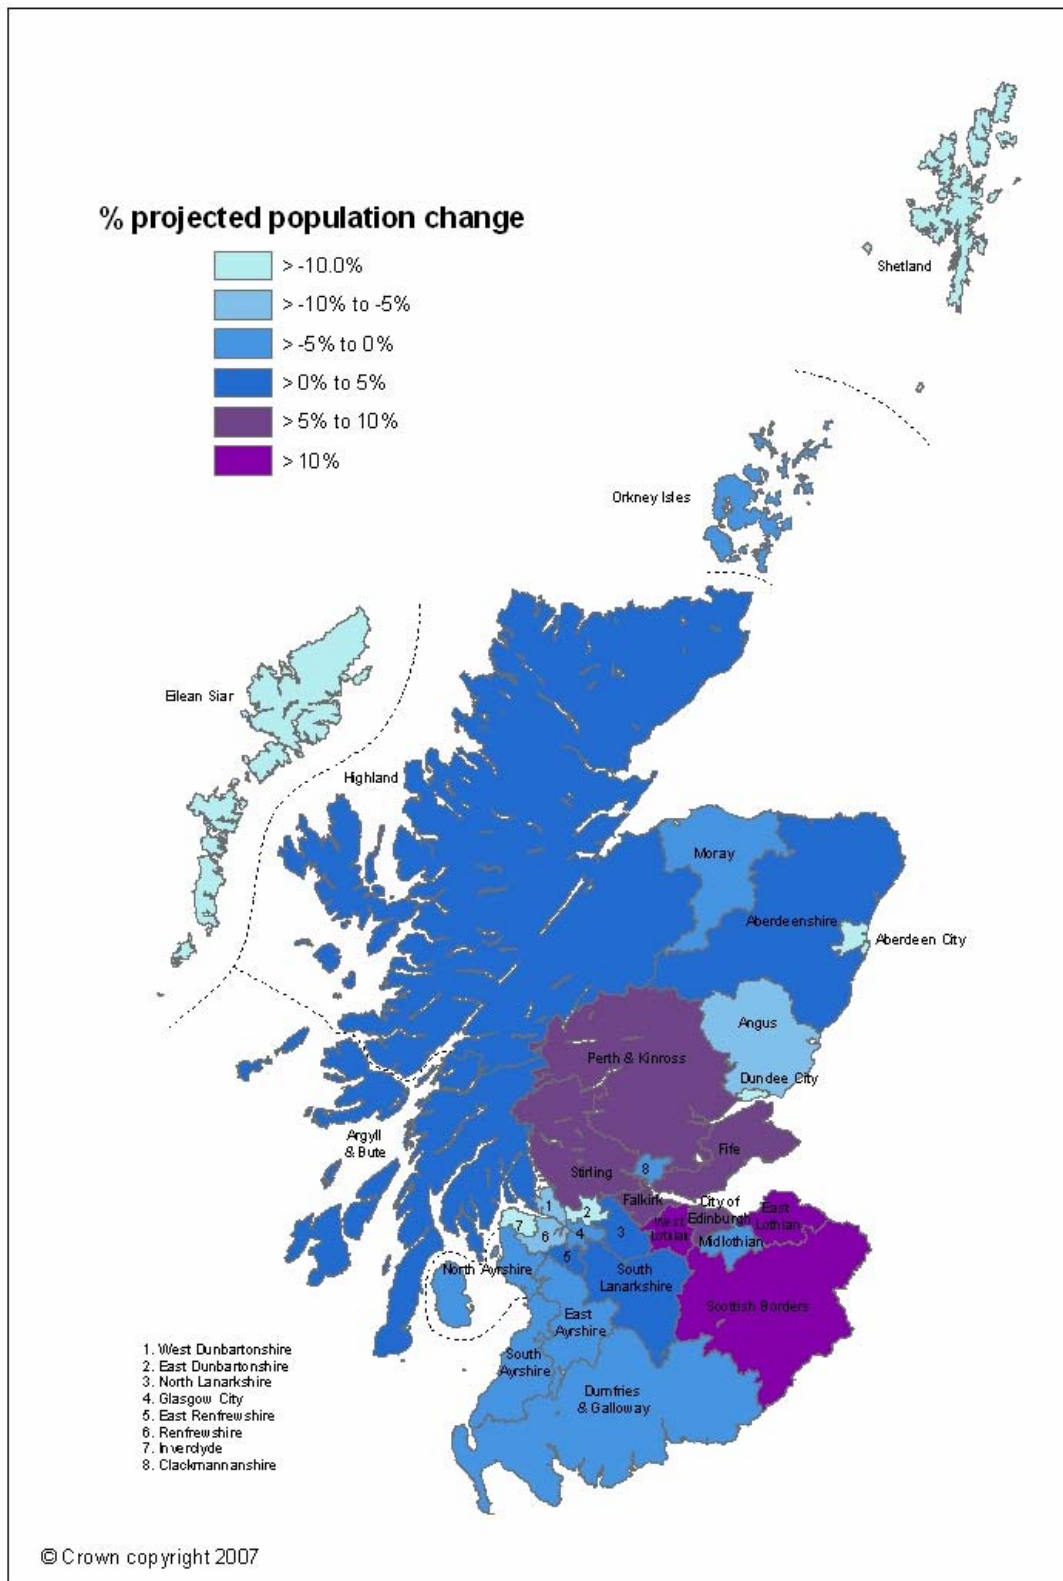 % projected population change
> -10.0%
> -10% to -5%
> -5% to 0%
> 0% to 5%
> 5% to 10%
> 10%
Shetland
Orkney Isles
Eilean Siar
Highland
Moray
Aberdeenshire
Aberdeen City
Angus
Perth & Kinross
Dundee City
Argyll
& Bute
Fife
8
Stirling
Falkirk
City of
Edinburgh
East
Lothian
West
Lothian
Midlothian
1
2
7
6
4
3
5
North Ayrshire
South
Lanarkshire
Scottish Borders
East
Ayrshire
South
Ayrshire
Dumfries
& Galloway
1. West Dunbartonshire
2. East Dunbartonshire
3. North Lanarkshire
4. Glasgow City
5. East Renfrewshire
6. Renfrewshire
7. Inverclyde
8. Clackmannanshire
© Crown copyright 2007